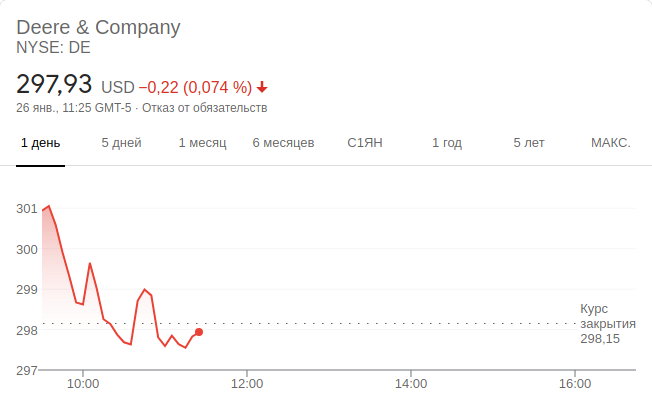 Deere & Company
NYSE: DE
297,93 USD −0,22 (0,074 %)
26 янв., 11:25 GMT-5 · Отказ от обязательств
1 день 5 дней 1 месяц 6 месяцев С1ЯН 1 год 5 лет МАКС.
301
300
299
298
297
Курс
закрытия
298,15
10:00 12:00 14:00 16:00